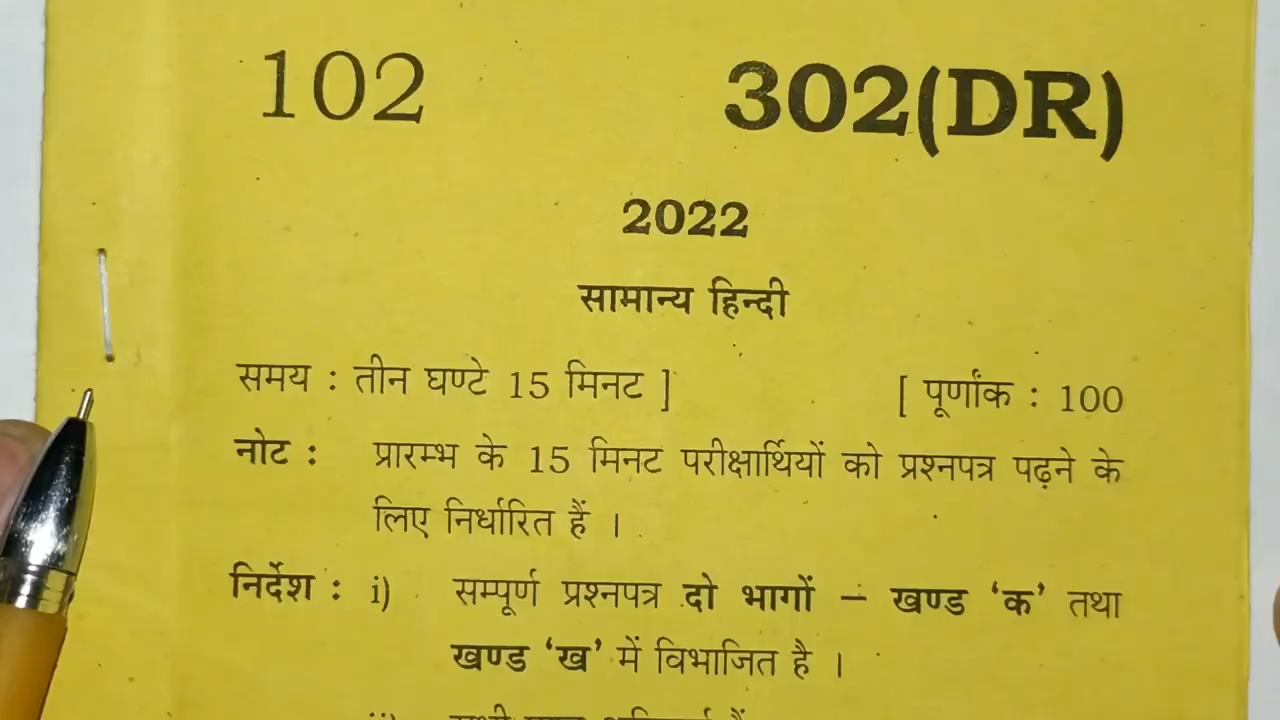 102 302(DR)
2022
सामान्य हिन्दी
समय : तीन घण्टे 15 मिनट ] [ पूर्णांक : 100
नोट : प्रारम्भ के 15 मिनट परीक्षार्थियों को प्रश्नपत्र पढ़ने के
लिए निर्धारित हैं ।
निर्देश : i) सम्पूर्ण प्रश्नपत्र दो भागों – खण्ड ‘क’ तथा
खण्ड ‘ख’ में विभाजित है ।